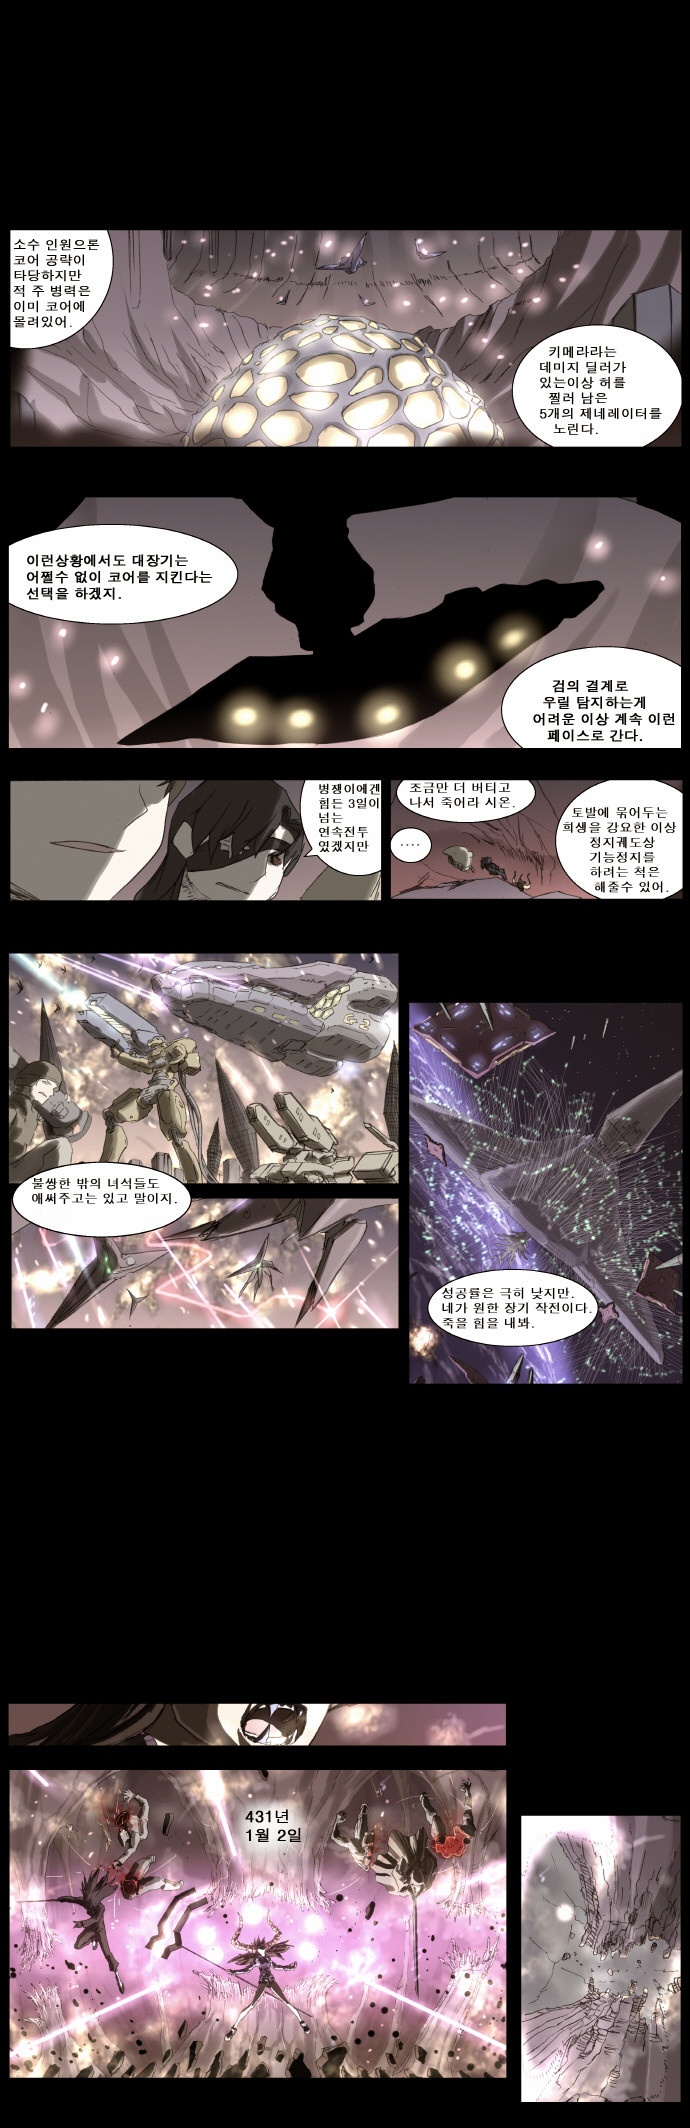 소수 인원으론
코어 공략이
타당하지만
적 주 병력은
이미 코어에
몰려있어.
키메라라는
데미지 딜러가
있는이상 허를
찔러 남은
5개의 제네레이터를
노린다.
이런상황에서도 대장기는
어쩔수 없이 코어를 지킨다는
선택을 하겠지.
검의 결계로
우릴 탐지하는게
어려운 이상 계속 이런
페이스로 간다.
병쟁이에겐
힘든 3일이
넘는
연속전투
였겠지만
조금만 더 버티고
나서 죽어라 시온.
....
토발에 묶어두는
희생을 강요한 이상
정지궤도상
기능정지를
하려는 척은
해줄수 있어.
G2
불쌍한 밖의 녀석들도
애써주고는 있고 말이지.
성공률은 극히 낮지만.
네가 원한 장기 작전이다.
죽을 힘을 내봐.
431년
1월 2일